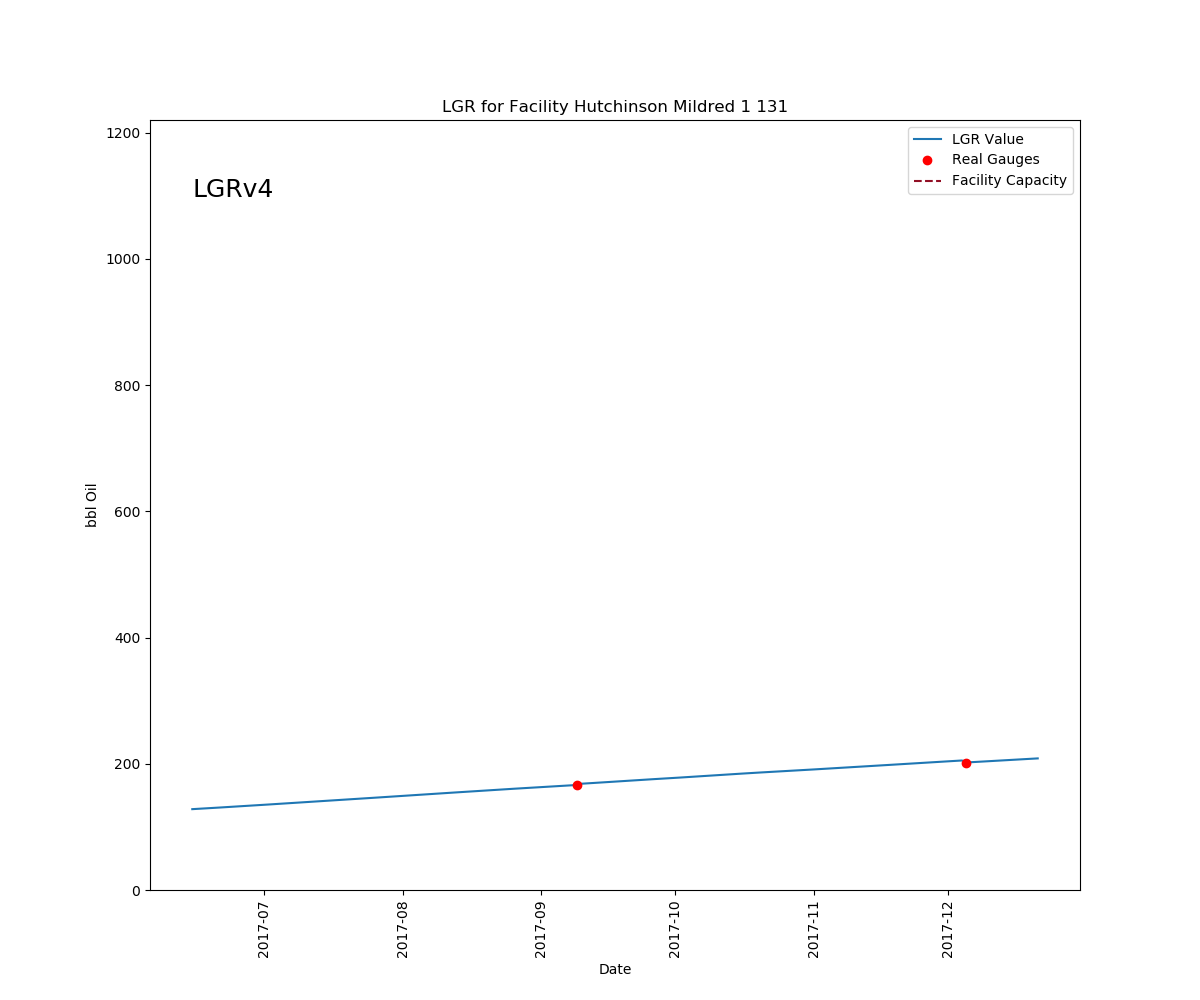 LGR for Facility Hutchinson Mildred 1 131
LGRv4
LGR Value
Real Gauges
Facility Capacity
1200
1000
800
600
400
200
0
bbl Oil
2017-07
2017-08
2017-09
2017-10
2017-11
2017-12
Date